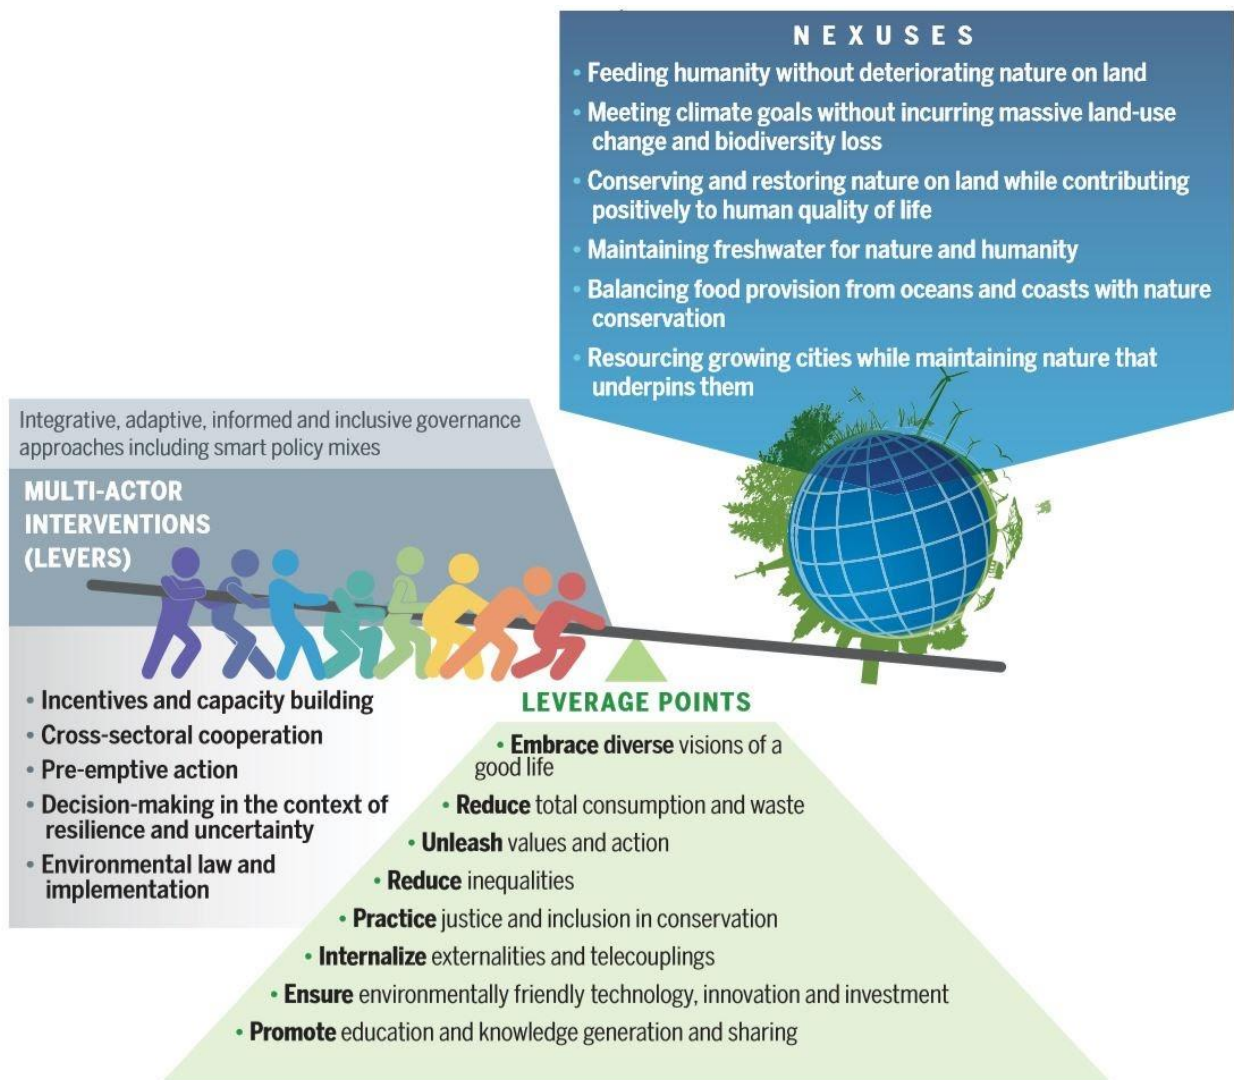 NEXUSES
• Feeding humanity without deteriorating nature on land
• Meeting climate goals without incurring massive land-use
change and biodiversity loss
• Conserving and restoring nature on land while contributing
positively to human quality of life
• Maintaining freshwater for nature and humanity
• Balancing food provision from oceans and coasts with nature
conservation
• Resourcing growing cities while maintaining nature that
underpins them
Integrative, adaptive, informed and inclusive governance
approaches including smart policy mixes
MULTI-ACTOR
INTERVENTIONS
(LEVERS)
• Incentives and capacity building
• Cross-sectoral cooperation
• Pre-emptive action
• Decision-making in the context of
resilience and uncertainty
• Environmental law and
implementation
LEVERAGE POINTS
• Embrace diverse visions of a
good life
• Reduce total consumption and waste
• Unleash values and action
• Reduce inequalities
• Practice justice and inclusion in conservation
• Internalize externalities and telecouplings
• Ensure environmentally friendly technology, innovation and investment
• Promote education and knowledge generation and sharing